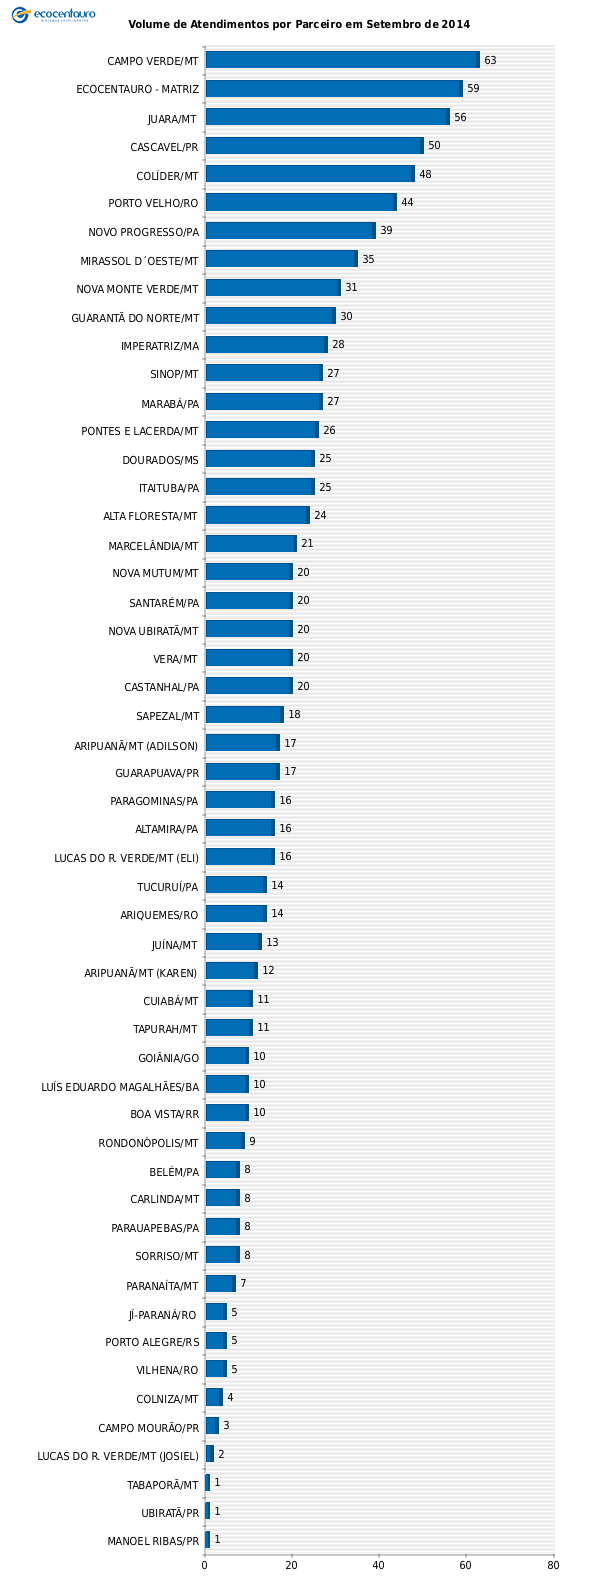 ecocentauro
Volume de Atendimentos por Parceiro em Setembro de 2014
CAMPO VERDE/MT 63
ECOCENTAURO - MATRIZ 59
JUARA/MT 56
CASCAVEL/PR 50
COLÍDER/MT 48
PORTO VELHO/RO 44
NOVO PROGRESSO/PA 39
MIRASSOL D´OESTE/MT 35
NOVA MONTE VERDE/MT 31
GUARANTÃ DO NORTE/MT 30
IMPERATRIZ/MA 28
SINOP/MT 27
MARABÁ/PA 27
PONTES E LACERDA/MT 26
DOURADOS/MS 25
ITAITUBA/PA 25
ALTA FLORESTA/MT 24
MARCELÂNDIA/MT 21
NOVA MUTUM/MT 20
SANTARÉM/PA 20
NOVA UBIRATÃ/MT 20
VERA/MT 20
CASTANHAL/PA 20
SAPEZAL/MT 18
ARIPUANÃ/MT (ADILSON) 17
GUARAPUAVA/PR 17
PARAGOMINAS/PA 16
ALTAMIRA/PA 16
LUCAS DO R. VERDE/MT (ELI) 16
TUCURUÍ/PA 14
ARIQUEMES/RO 14
JUÍNA/MT 13
ARIPUANÃ/MT (KAREN) 12
CUIABÁ/MT 11
TAPURAH/MT 11
GOIÂNIA/GO 10
LUÍS EDUARDO MAGALHÃES/BA 10
BOA VISTA/RR 10
RONDONÓPOLIS/MT 9
BELÉM/PA 8
CARLINDA/MT 8
PARAUAPEBAS/PA 8
SORRISO/MT 8
PARANAÍTA/MT 7
JÍ-PARANÁ/RO 5
PORTO ALEGRE/RS 5
VILHENA/RO 5
COLNIZA/MT 4
CAMPO MOURÃO/PR 3
LUCAS DO R. VERDE/MT (JOSIEL) 2
TABAPORÃ/MT 1
UBIRATÃ/PR 1
MANOEL RIBAS/PR 1
0 20 40 60 80